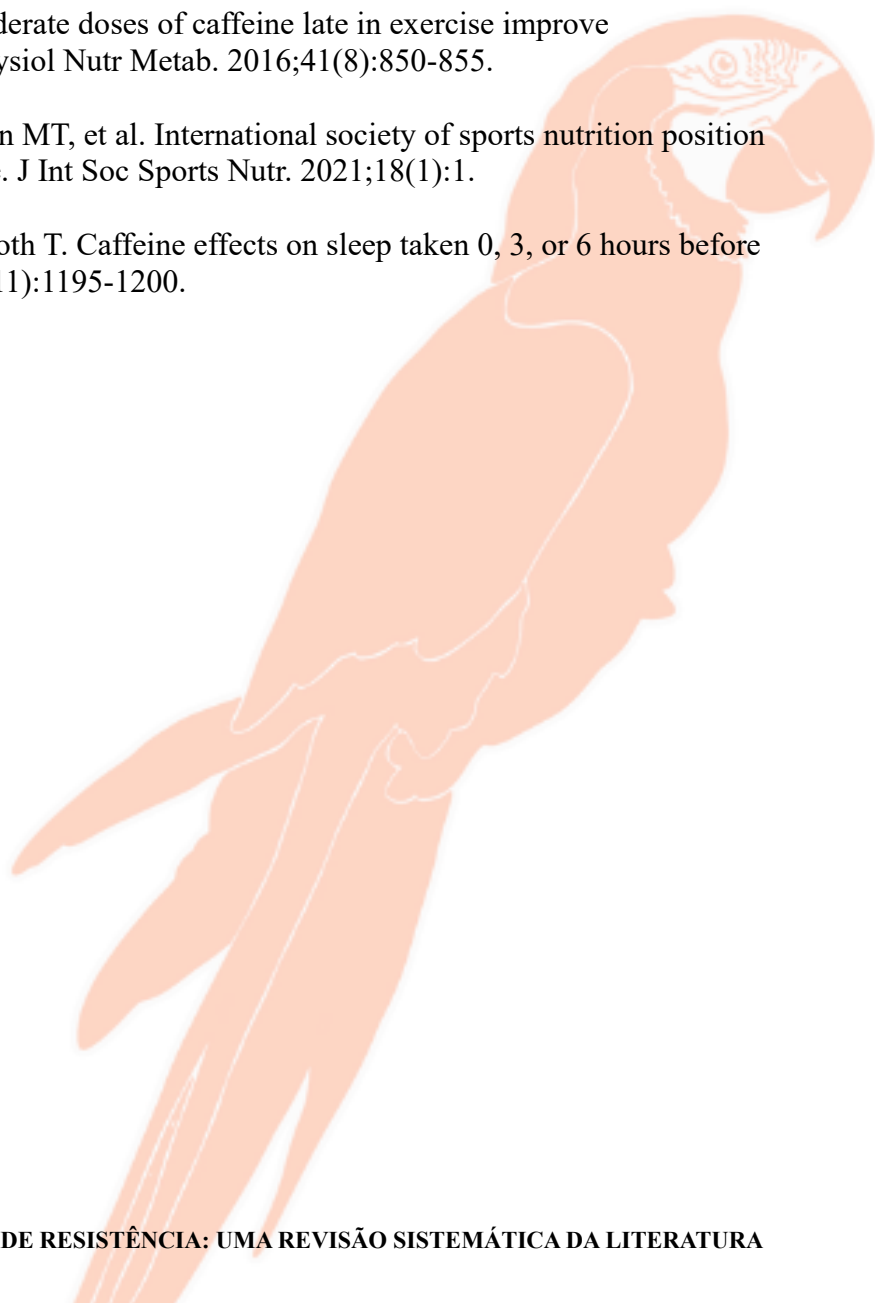 derate doses of caffeine late in exercise improve
ysiol Nutr Metab. 2016;41(8):850-855.
n MT, et al. International society of sports nutrition position
. J Int Soc Sports Nutr. 2021;18(1):1.
oth T. Caffeine effects on sleep taken 0, 3, or 6 hours before
11):1195-1200.
DE RESISTÊNCIA: UMA REVISÃO SISTEMÁTICA DA LITERATURA